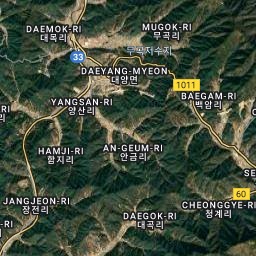 DAEMOK-RI
대목리
MUGOK-RI
무곡리
무곡저수지
33
DAEYANG-MYEON
대양면
1011
YANGSAN-RI
양산리
BAEGAM-RI
백암리
HAMJI-RI
함지리
AN-GEUM-RI
안금리
SE
60
JANGJEON-RI
장전리
CHEONGGYE-RI
청계리
DAEGOK-RI
대곡리